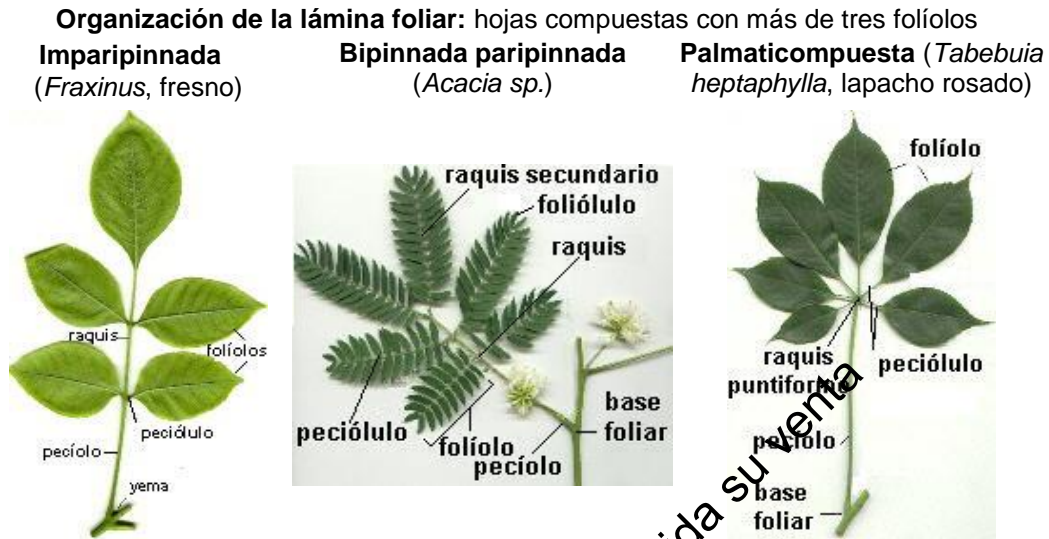 Organización de la lámina foliar: hojas compuestas con más de tres folíolos
Imparipinnada
(Fraxinus, fresno)
Bipinnada paripinnada
(Acacia sp.)
Palmaticompuesta (Tabebuia
heptaphylla, lapacho rosado)
raquis
folíolos
peciólulo
pecíolo
yema
raquis secundario
foliólulo
raquis
peciólulo
folíolo
pecíolo
base
foliar
folíolo
raquis
puntiforme
peciólulo
pecíolo
base
foliar
su venta